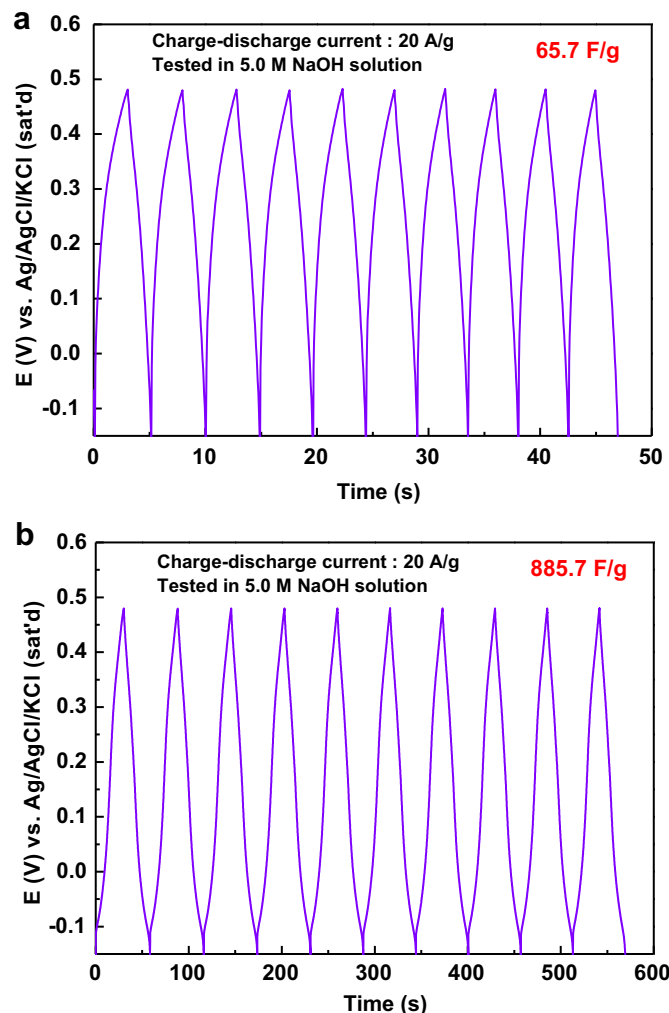 a
0.6
Charge-discharge current : 20 A/g
65.7 F/g
Tested in 5.0 M NaOH solution
0.5
0.4
0.3
0.2
0.1
0.0
-0.1
E (V) vs. Ag/AgCl/KCl (sat'd)
0 10 20 30 40 50
Time (s)
b
0.6
Charge-discharge current : 20 A/g
885.7 F/g
Tested in 5.0 M NaOH solution
0.5
0.4
0.3
0.2
0.1
0.0
-0.1
E (V) vs. Ag/AgCl/KCl (sat'd)
0 100 200 300 400 500 600
Time (s)